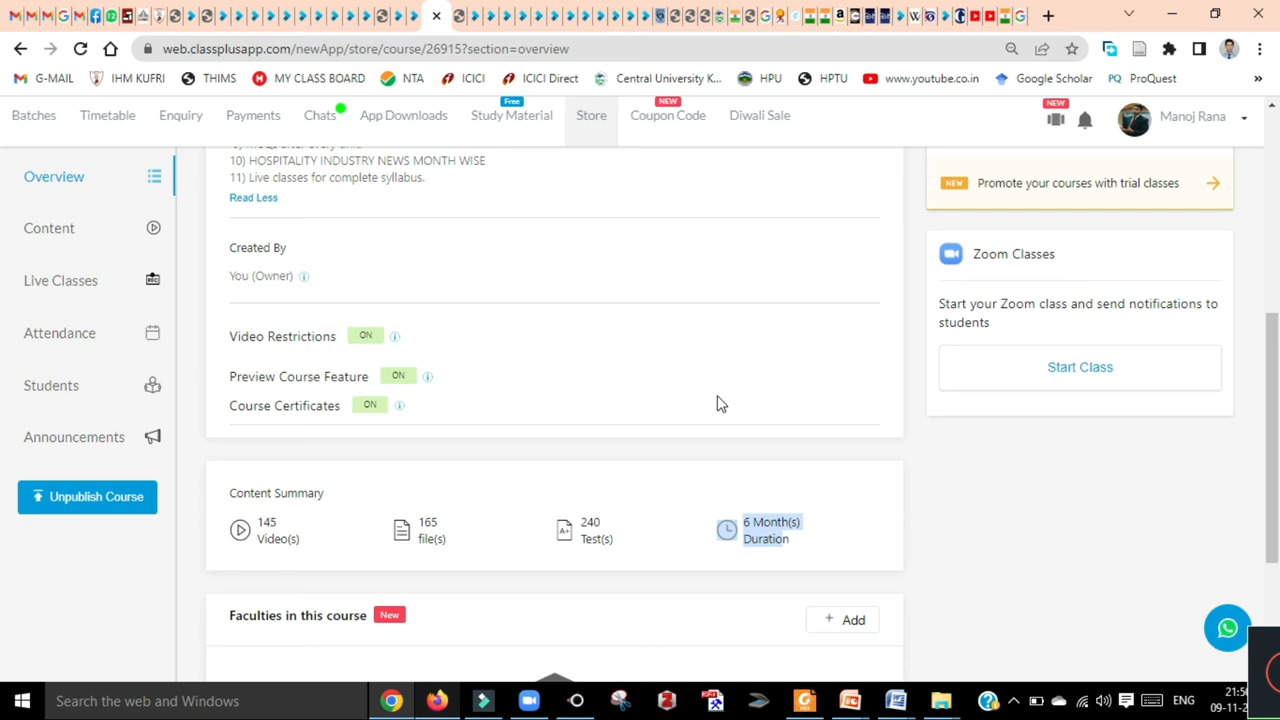 web.classplusapp.com/newApp/store/course/26915?section=overview
G-MAIL IHM KUFRI THIMS MY CLASS BOARD NTA ICICI ICICI Direct Central University K... HPU HPTU www.youtube.co.in Google Scholar PQ ProQuest »
Free NEW NEW
Batches Timetable Enquiry Payments Chats App Downloads Study Material Store Coupon Code Diwali Sale Manoj Rana
Overview
Content
Live Classes
Attendance
Students
Announcements
Unpublish Course
10) HOSPITALITY INDUSTRY NEWS MONTH WISE
11) Live classes for complete syllabus.
Read Less
Created By
You (Owner)
Video Restrictions ON
Preview Course Feature ON
Course Certificates ON
Content Summary
145
Video(s)
165
file(s)
240
Test(s)
6 Month(s)
Duration
Faculties in this course New
+ Add
NEW Promote your courses with trial classes
Zoom Classes
Start your Zoom class and send notifications to
students
Start Class
Search the web and Windows
ENG